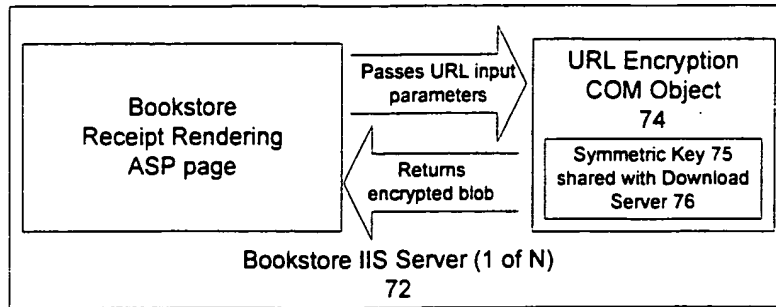 Bookstore
Receipt Rendering
ASP page
Passes URL input
parameters
Returns
encrypted blob
URL Encryption
COM Object
74
Symmetric Key 75
shared with Download
Server 76
Bookstore IIS Server (1 of N)
72